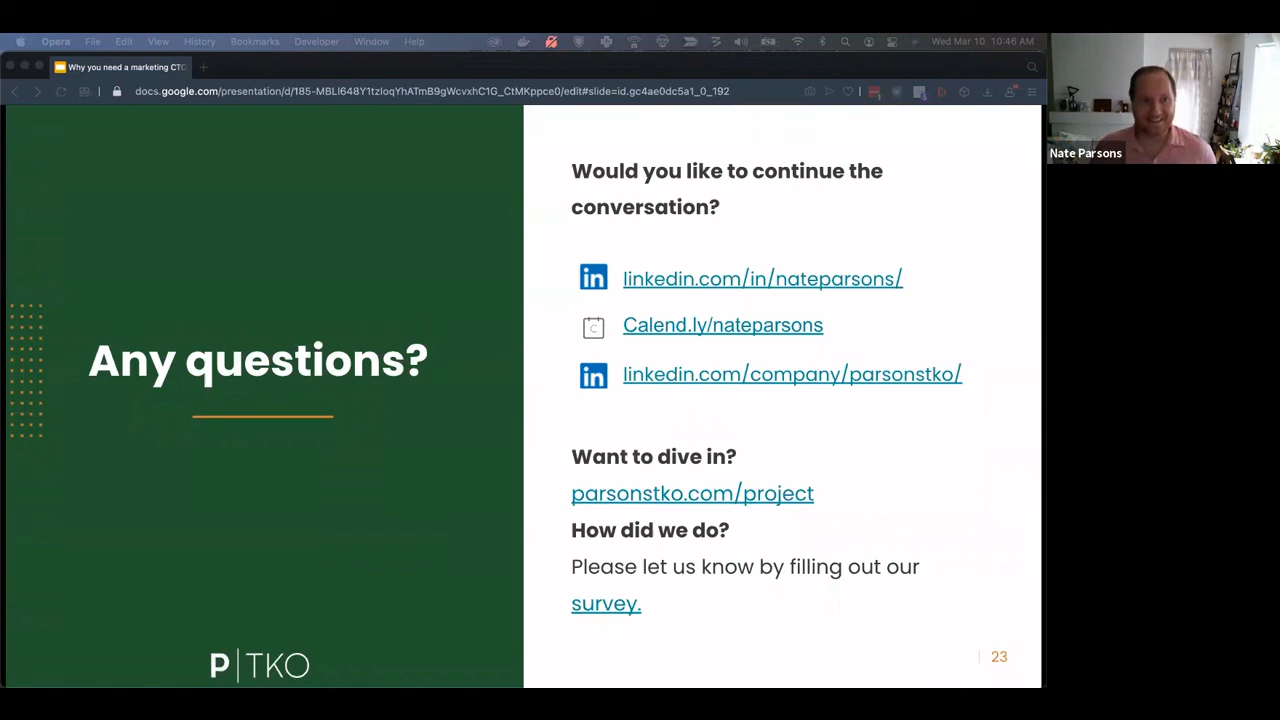 Opera File Edit View History Bookmarks Developer Window Help Wed Mar 10 10:46 AM
Why you need a marketing CTO
docs.google.com/presentation/d/185-MBLI648Y1tzIoqYhATmB9gWcvxhC1G_CtMKppce0/edit#slide=id.gc4ae0dc5a1_0_192
Nate Parsons
Any questions?
P|TKO
Would you like to continue the
conversation?
in linkedin.com/in/nateparsons/
C Calend.ly/nateparsons
in linkedin.com/company/parsonstko/
Want to dive in?
parsonstko.com/project
How did we do?
Please let us know by filling out our
survey.
23